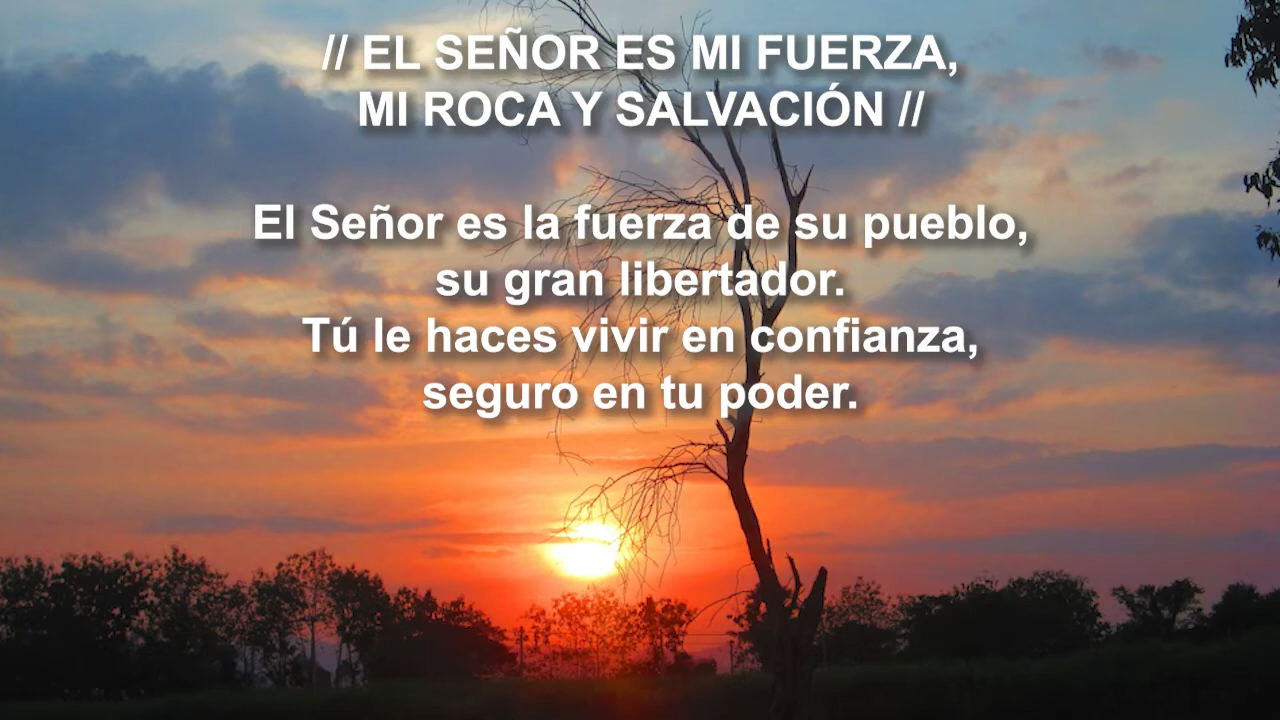 // EL SEÑOR ES MI FUERZA,
MI ROCA Y SALVACIÓN //
El Señor es la fuerza de su pueblo,
su gran libertador.
Tú le haces vivir en confianza,
seguro en tu poder.